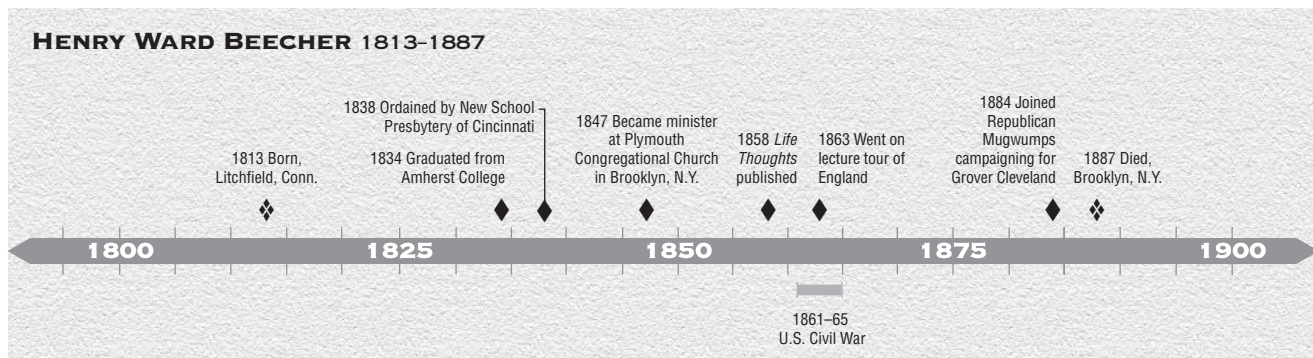 HENRY WARD BEECHER 1813–1887
1813 Born,
Litchfield, Conn.
1838 Ordained by New School
Presbytery of Cincinnati
1834 Graduated from
Amherst College
1847 Became minister
at Plymouth
Congregational Church
in Brooklyn, N.Y.
1858 Life
Thoughts
published
1863 Went on
lecture tour of
England
1884 Joined
Republican
Mugwumps
campaigning for
Grover Cleveland
1887 Died,
Brooklyn, N.Y.
1800 1825 1850 1875 1900
1861–65
U.S. Civil War